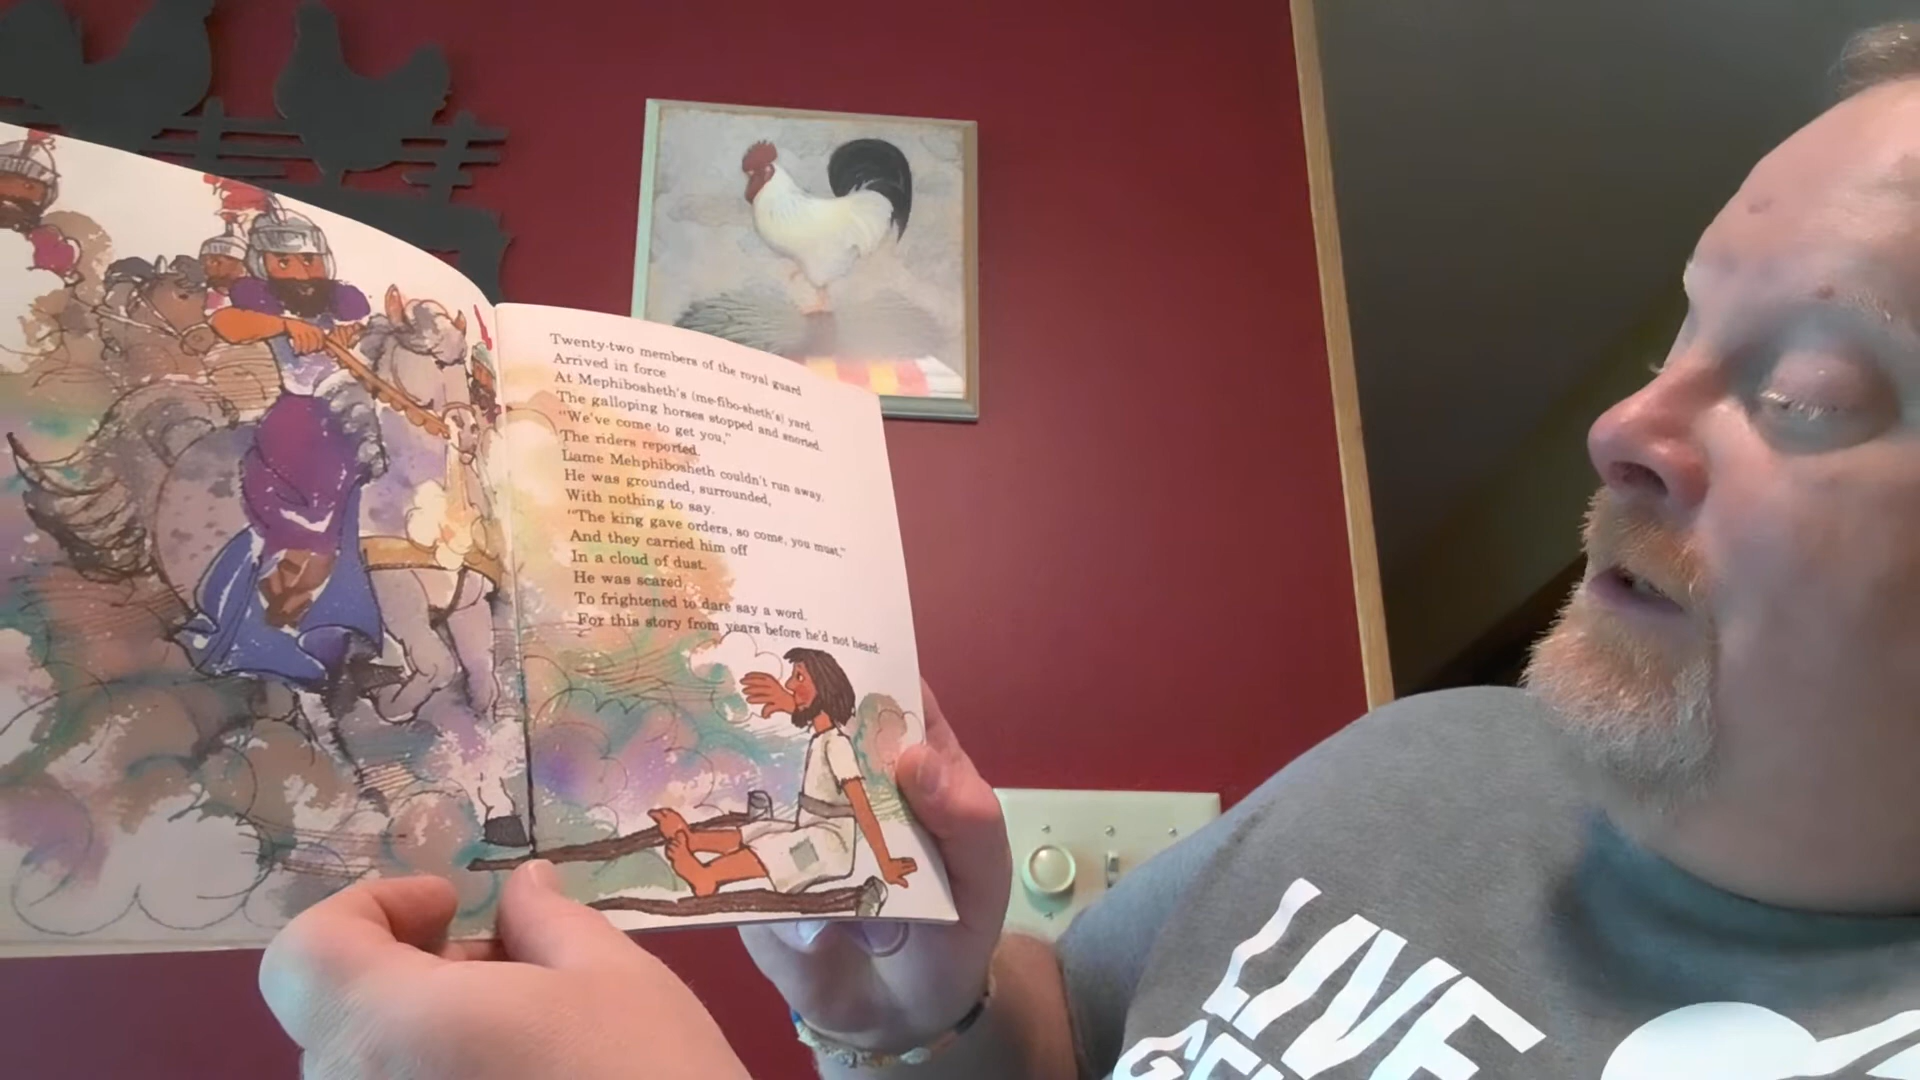 Twenty-two members of the royal guard
Arrived in force
At Mephibosheth's (me-fibo-sheth's) yard.
The galloping horses stopped and snorted.
"We've come to get you,"
The riders reported.
Lame Mehphibosheth couldn't run away.
He was grounded, surrounded,
With nothing to say.
"The king gave orders, so come, you must,"
And they carried him off
In a cloud of dust.
He was scared,
To frightened to dare say a word.
For this story from years before he'd not heard:
LIVE